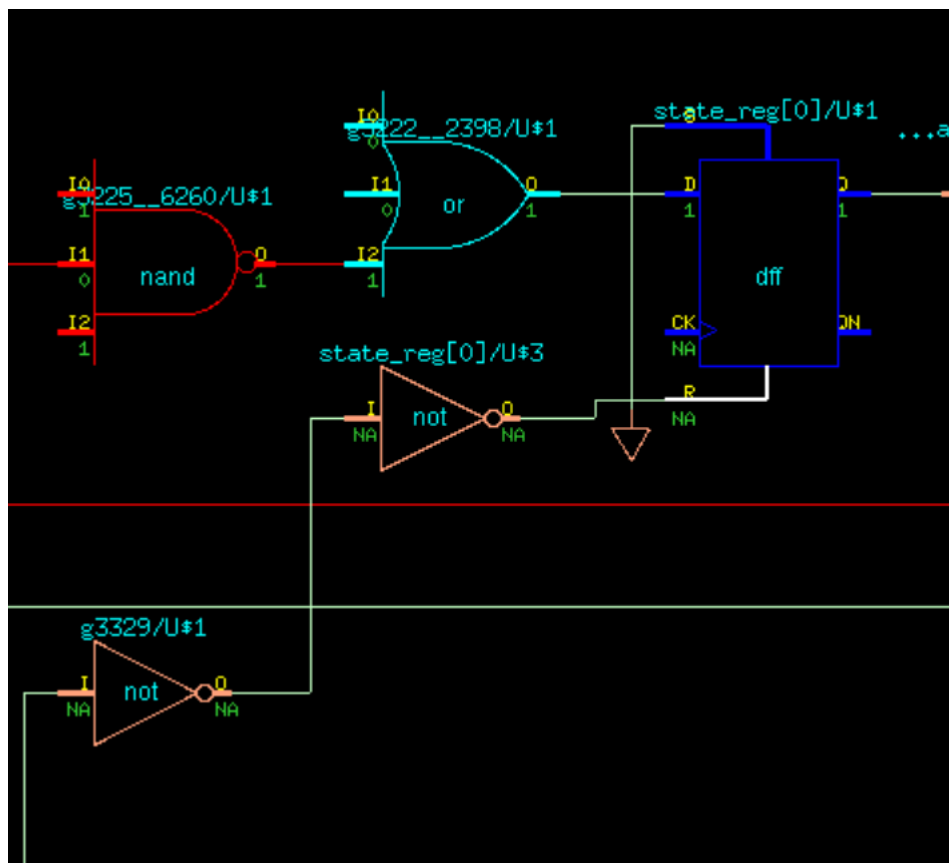 I0
g3222__2398/U$1
0
state_reg[0]/U$1
...a
I0
g3225__6260/U$1
1
I1
0
or
O
1
D
1
Q
1
I1
0
nand
O
1
I2
1
dff
I2
1
CK
NA
QN
state_reg[0]/U$3
I
NA
not
O
NA
R
NA
g3329/U$1
I
NA
not
O
NA